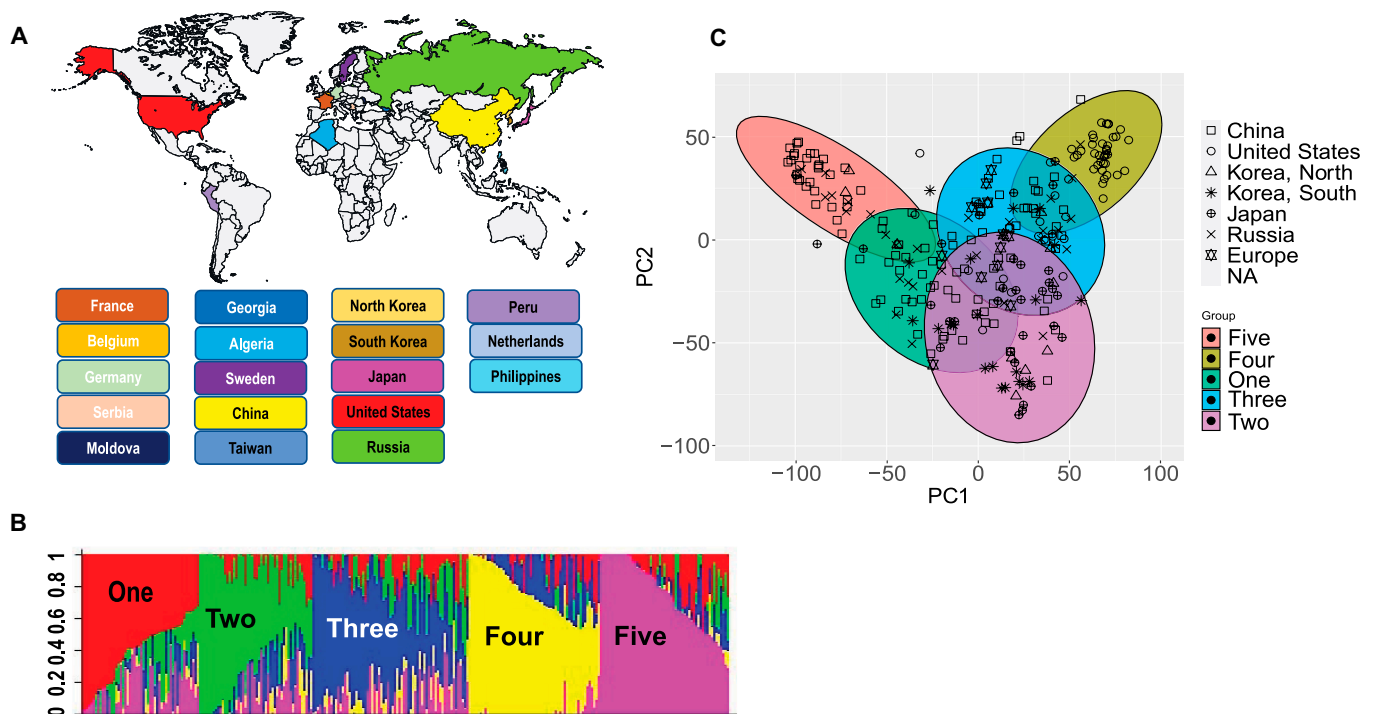 A
France
Georgia
North Korea
Peru
Belgium
Algeria
South Korea
Netherlands
Germany
Sweden
Japan
Philippines
Serbia
China
United States
Moldova
Taiwan
Russia
C
PC2
50
0
−50
−100
−100 −50 0 50 100
PC1
China
United States
Korea, North
Korea, South
Japan
Russia
Europe
NA
Group
Five
Four
One
Three
Two
B
0 0.2 0.4 0.6 0.8 1
One
Two
Three
Four
Five